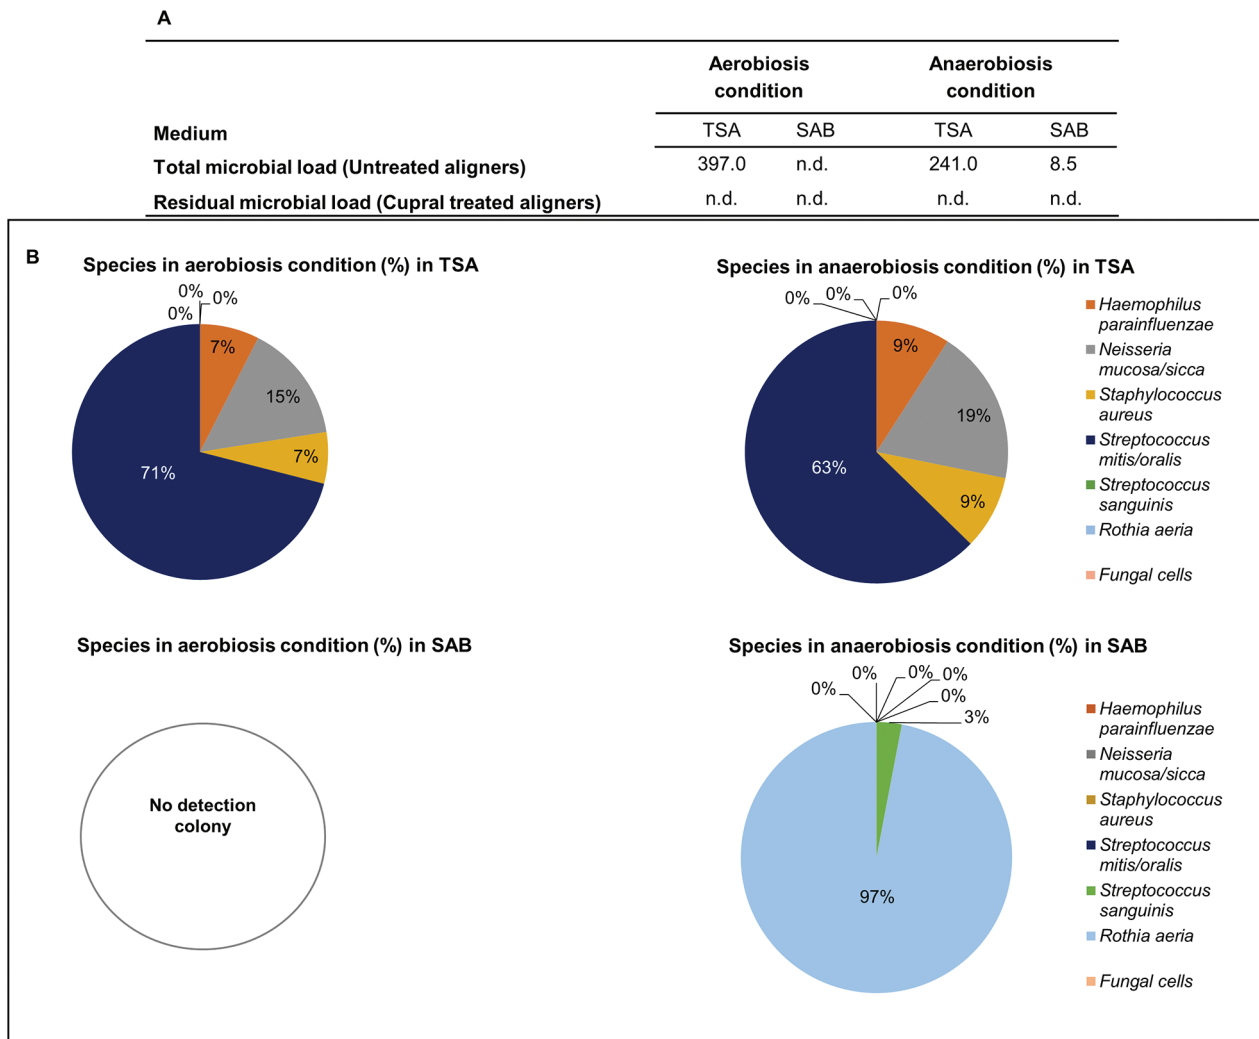 A
Aerobiosis condition
Anaerobiosis condition
Medium
TSA SAB TSA SAB
Total microbial load (Untreated aligners) 397.0 n.d. 241.0 8.5
Residual microbial load (Cupral treated aligners) n.d. n.d. n.d. n.d.
B
Species in aerobiosis condition (%) in TSA
0%
0%
0%
7%
15%
7%
71%
Species in anaerobiosis condition (%) in TSA
0%
0%
0%
9%
19%
9%
63%
Haemophilus
parainfluenzae
Neisseria
mucosa/sicca
Staphylococcus
aureus
Streptococcus
mitis/oralis
Streptococcus
sanguinis
Rothia aeria
Fungal cells
Species in aerobiosis condition (%) in SAB
No detection
colony
Species in anaerobiosis condition (%) in SAB
0%
0%
0%
0%
0%
3%
97%
Haemophilus
parainfluenzae
Neisseria
mucosa/sicca
Staphylococcus
aureus
Streptococcus
mitis/oralis
Streptococcus
sanguinis
Rothia aeria
Fungal cells